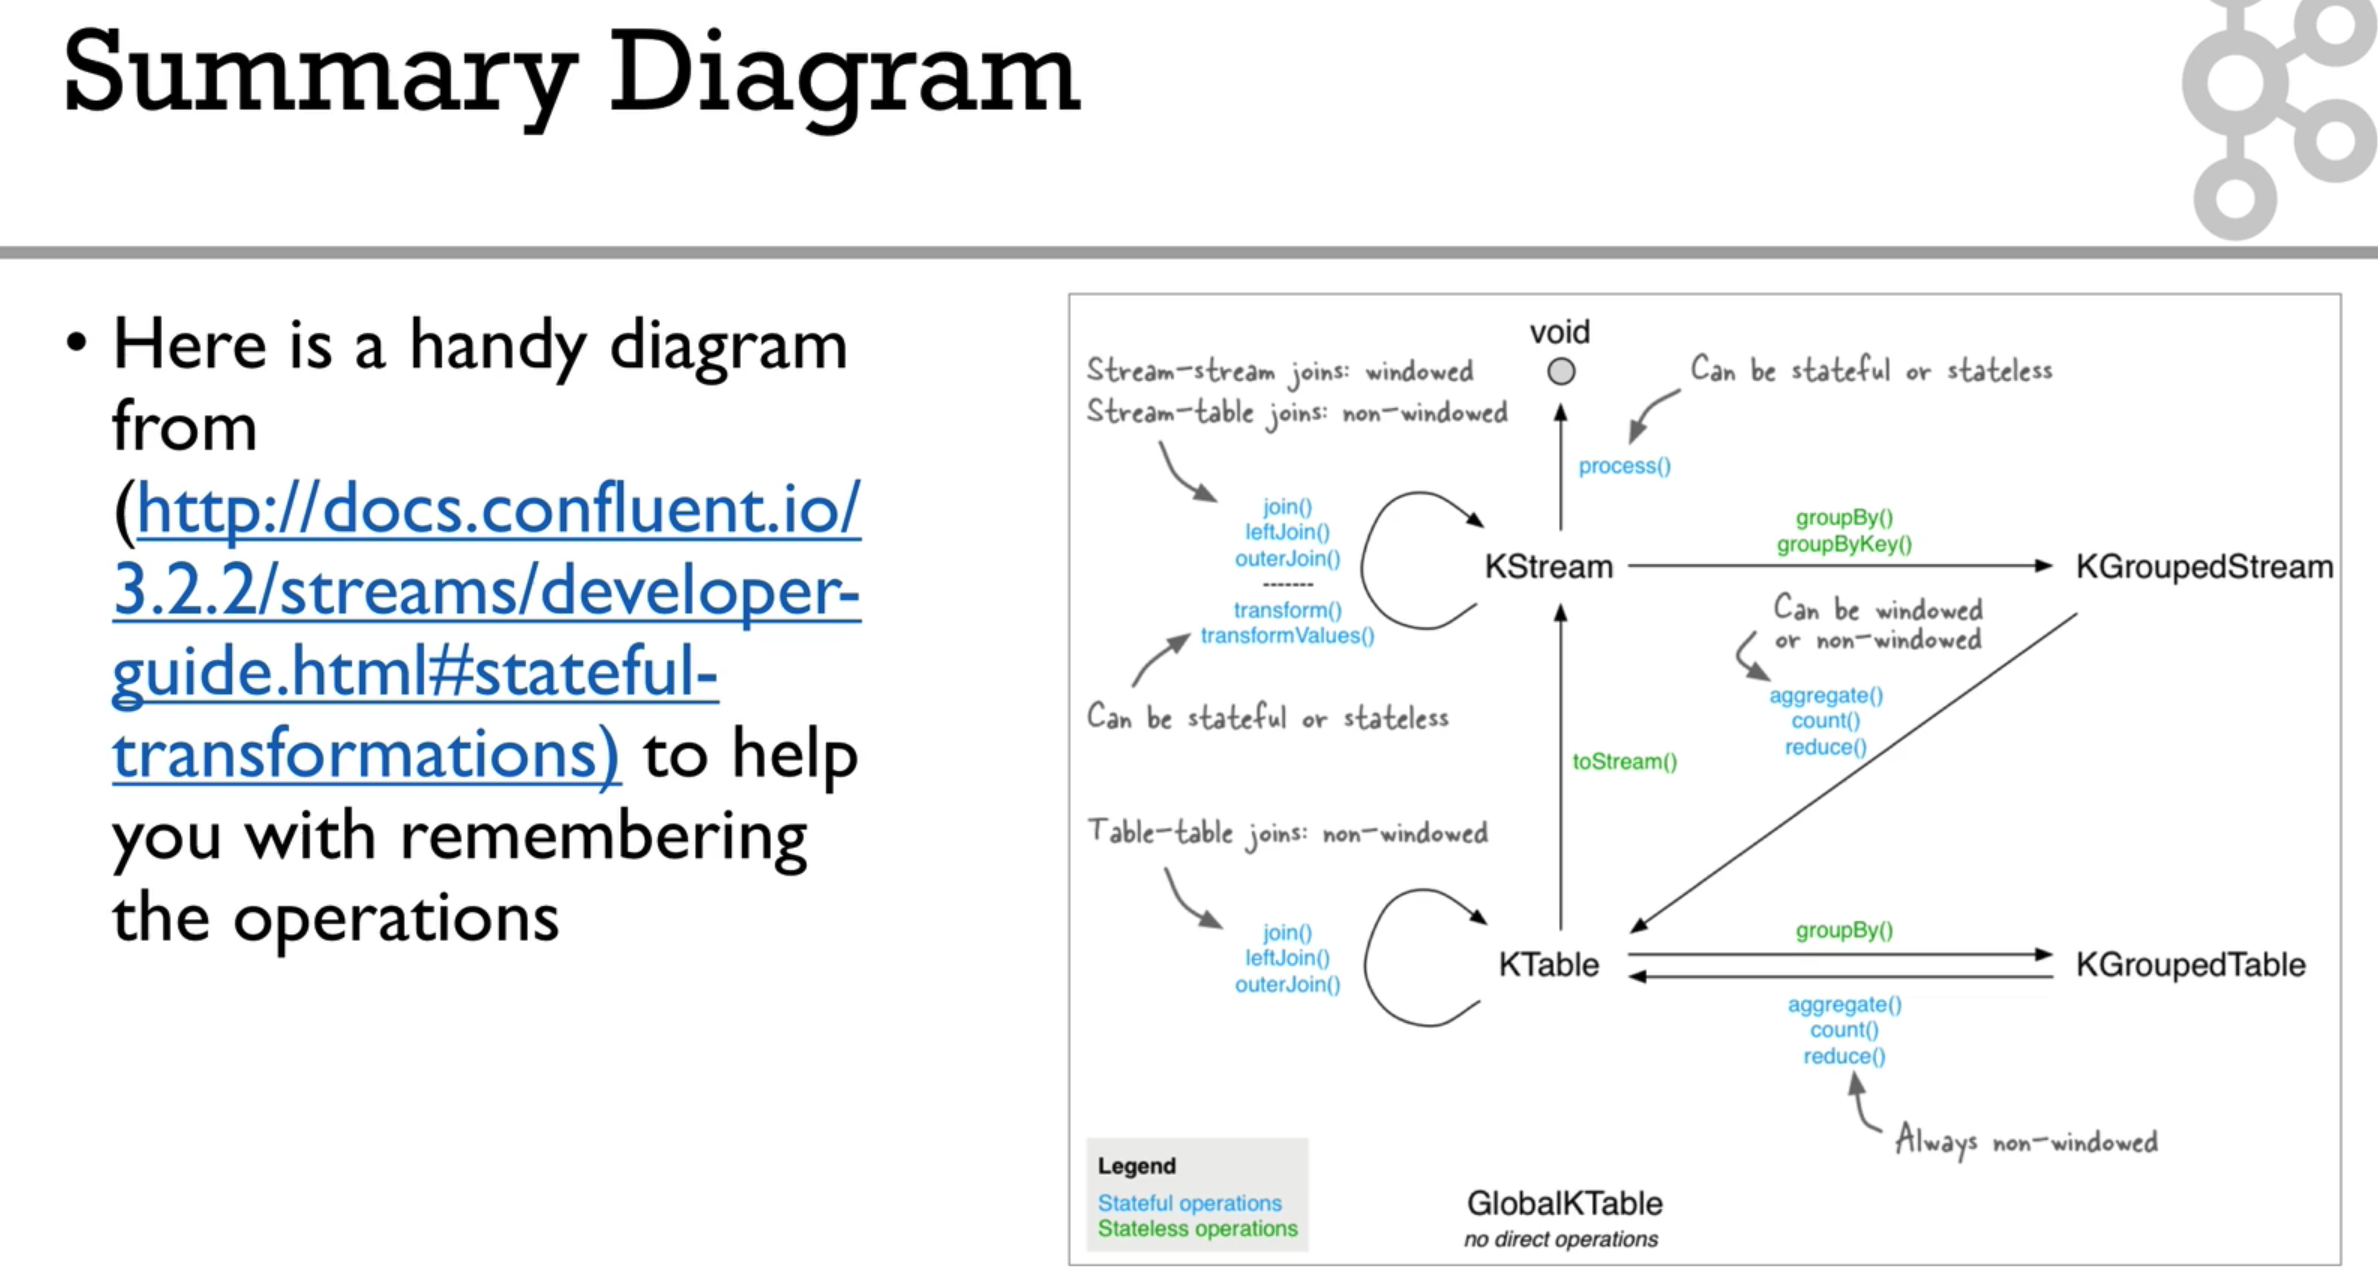 Summary Diagram
• Here is a handy diagram
from
(http://docs.confluent.io/
3.2.2/streams/developer-
guide.html#stateful-
transformations) to help
you with remembering
the operations
void
Stream-stream joins: windowed
Stream-table joins: non-windowed
Can be stateful or stateless
process()
join()
leftJoin()
outerJoin()
-------
transform()
transformValues()
KStream
groupBy()
groupByKey()
KGroupedStream
Can be windowed
or non-windowed
aggregate()
count()
reduce()
Can be stateful or stateless
toStream()
Table-table joins: non-windowed
join()
leftJoin()
outerJoin()
KTable
groupBy()
KGroupedTable
aggregate()
count()
reduce()
Always non-windowed
Legend
Stateful operations
Stateless operations
GlobalKTable
no direct operations